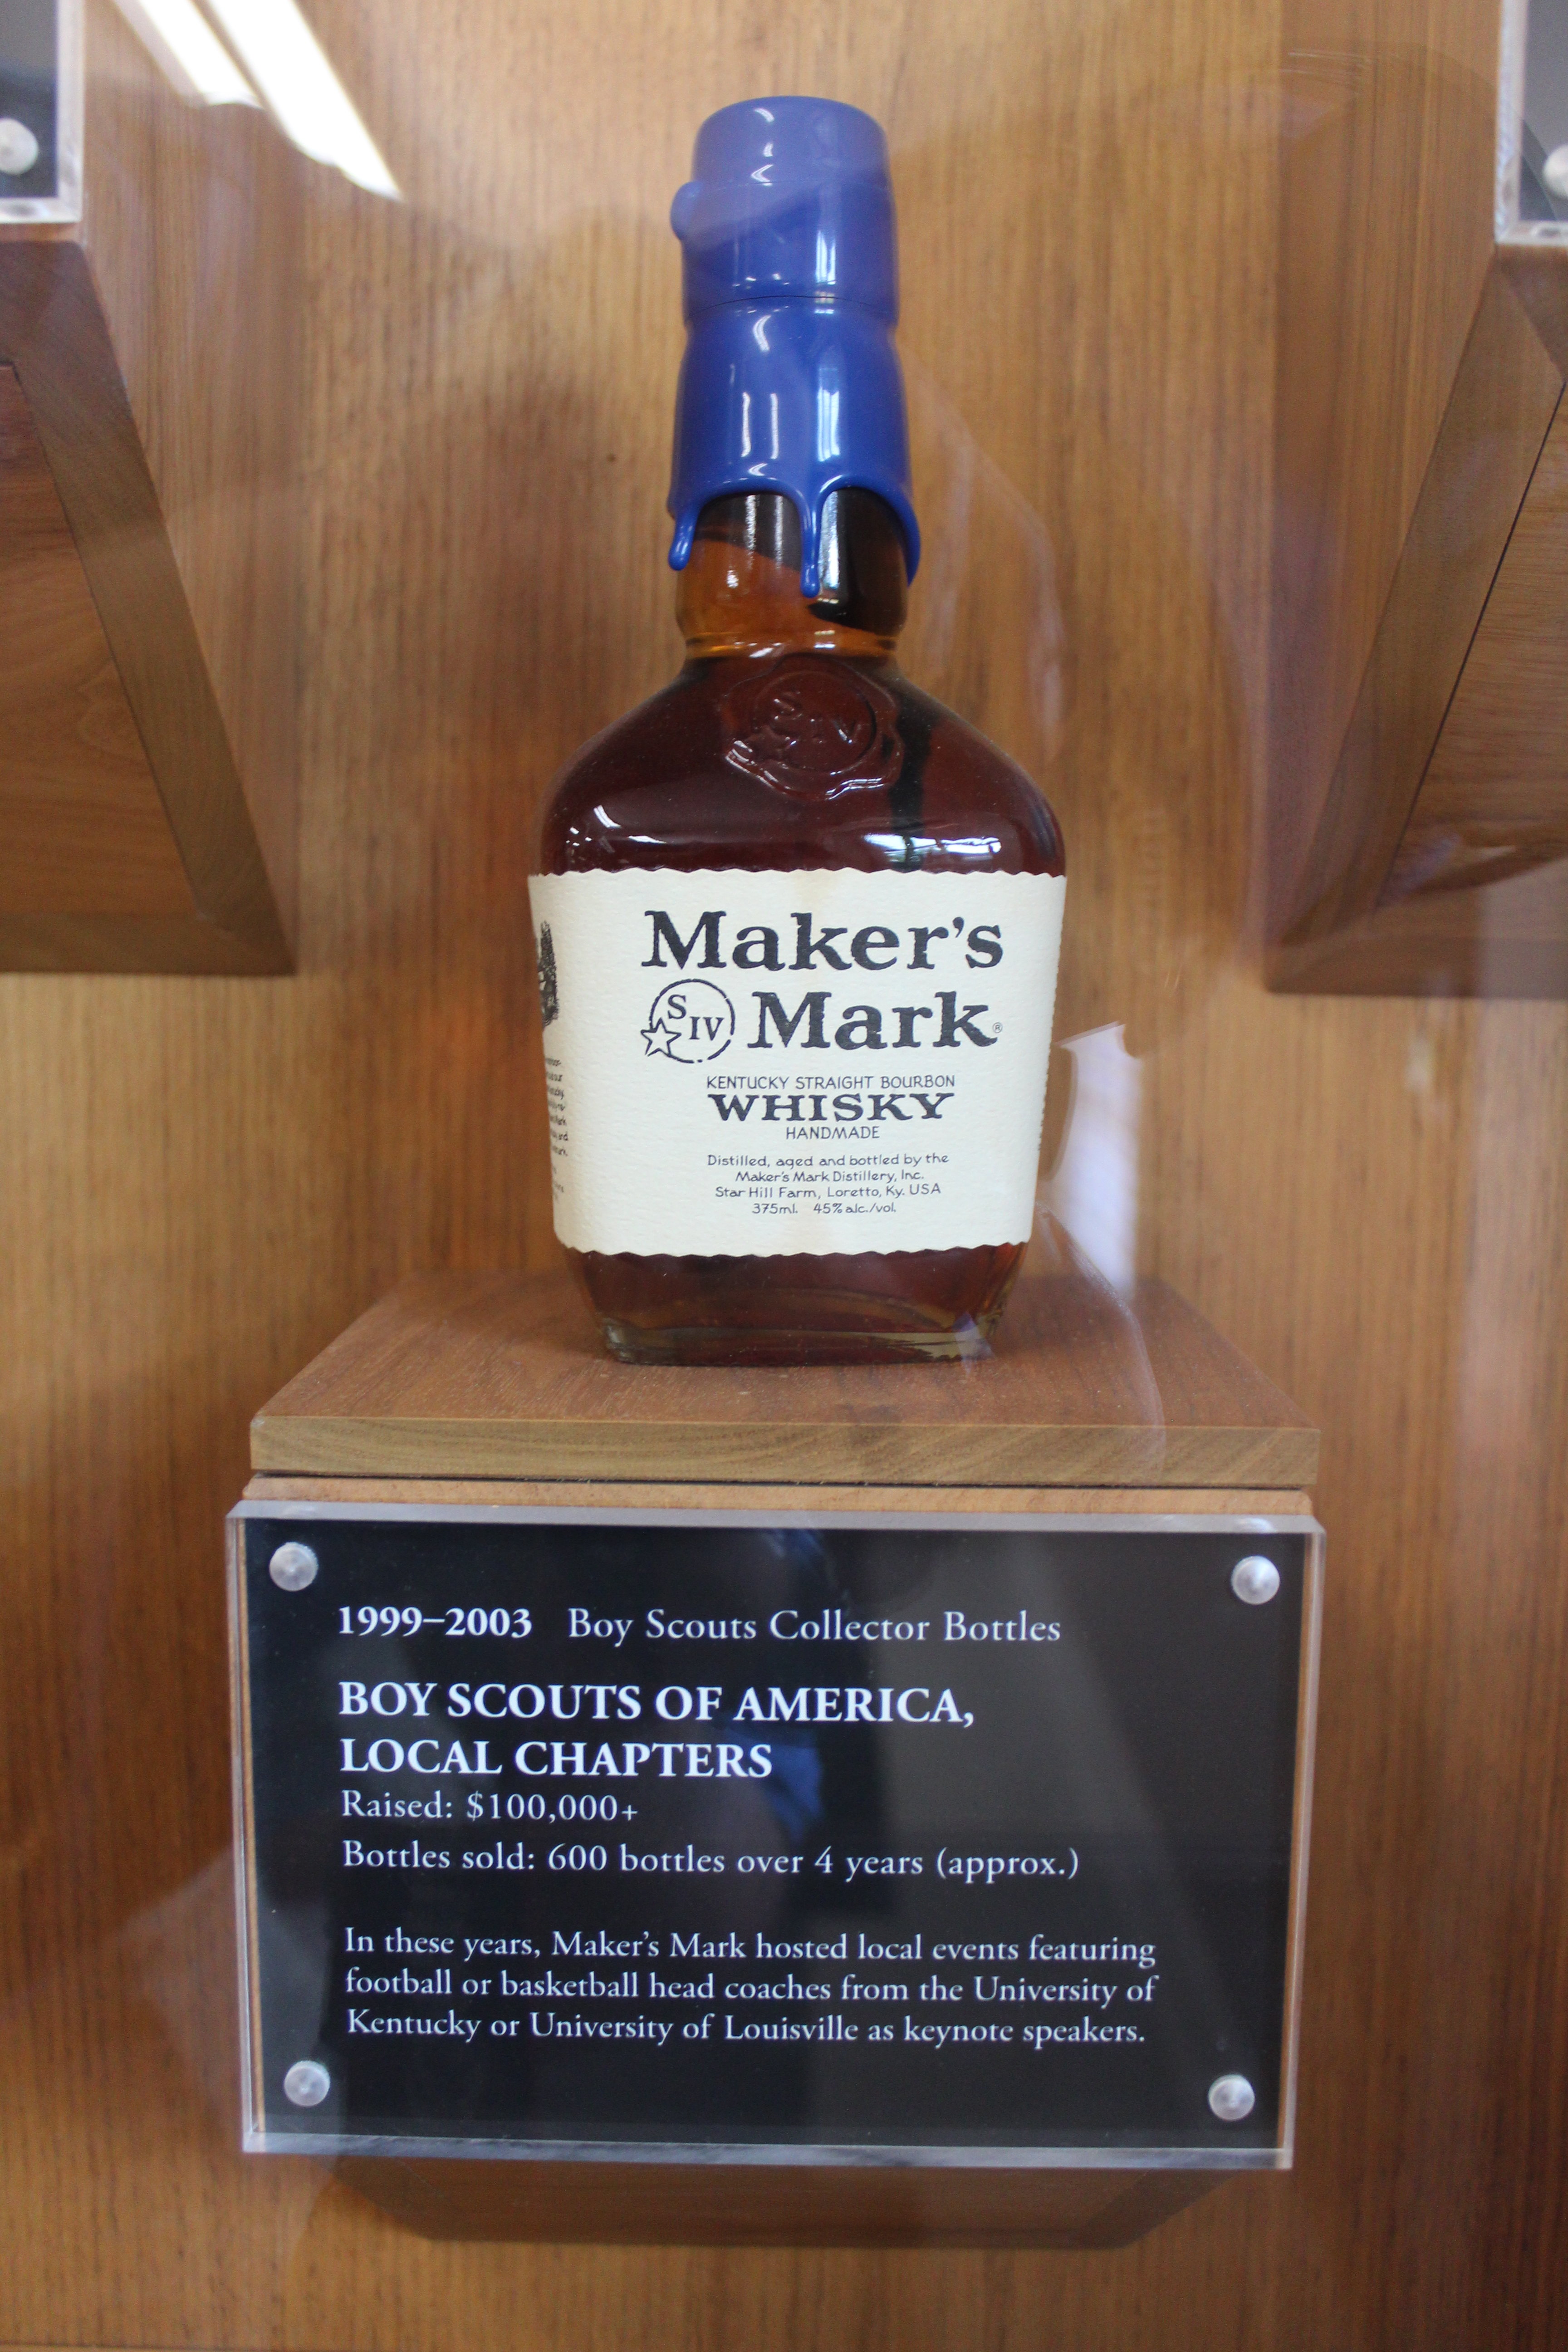 S IV
Maker's
S IV Mark®
KENTUCKY STRAIGHT BOURBON
WHISKY
HANDMADE
Distilled, aged and bottled by the
Maker's Mark Distillery, Inc.
Star Hill Farm, Loretto, Ky. USA
375ml. 45% alc./vol.
1999–2003 Boy Scouts Collector Bottles
BOY SCOUTS OF AMERICA,
LOCAL CHAPTERS
Raised: $100,000+
Bottles sold: 600 bottles over 4 years (approx.)
In these years, Maker's Mark hosted local events featuring
football or basketball head coaches from the University of
Kentucky or University of Louisville as keynote speakers.